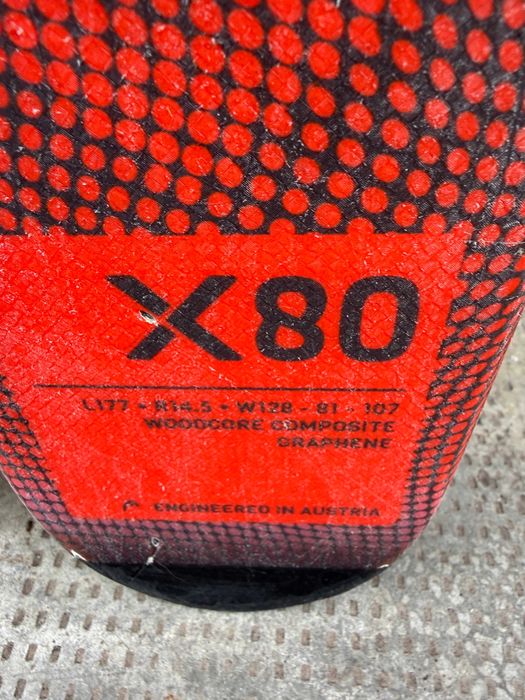 X80
L177 - R14.5 - W128 - 81 - 107
WOODCORE COMPOSITE
GRAPHENE
ENGINEERED IN AUSTRIA